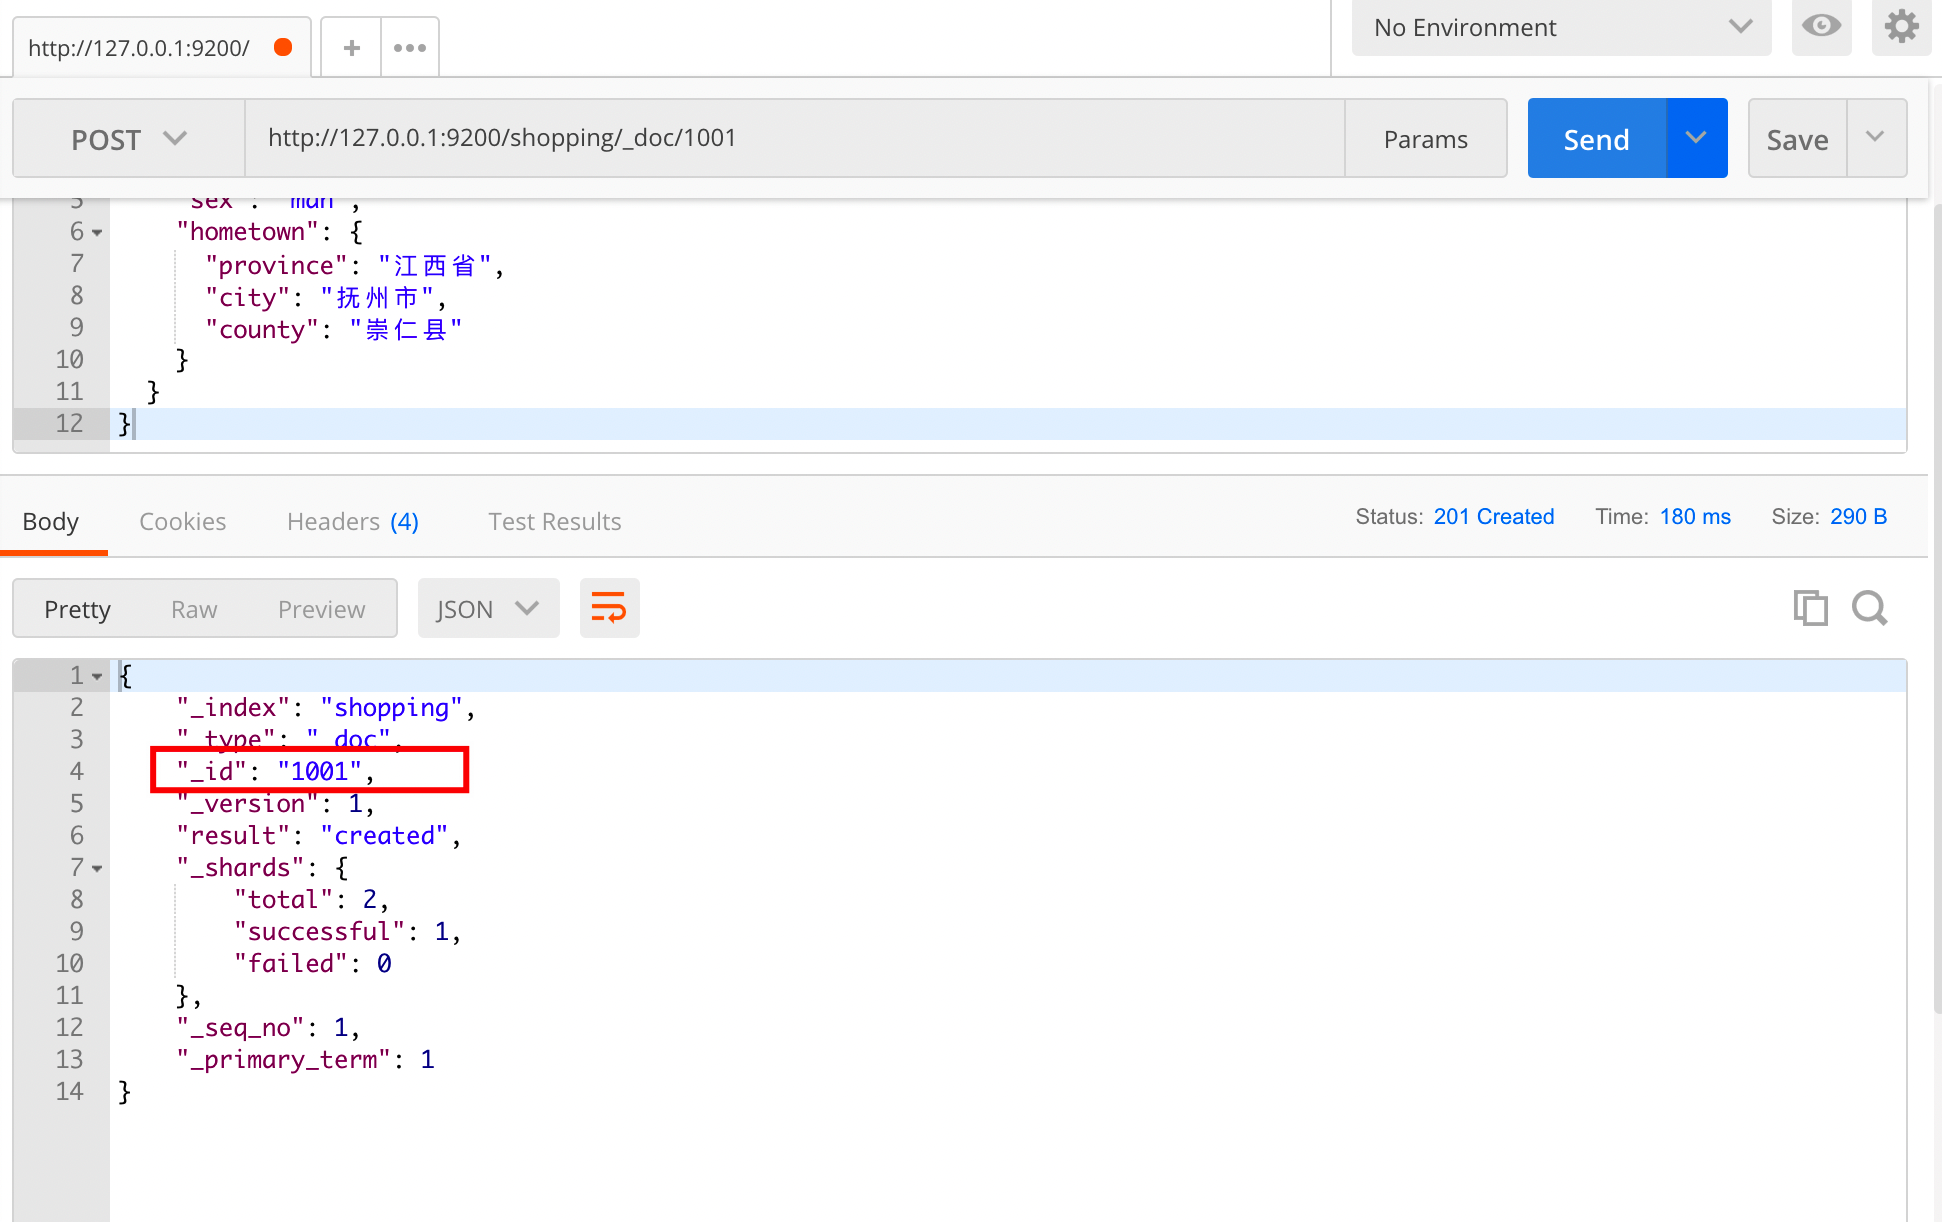 http://127.0.0.1:9200/
No Environment
POST http://127.0.0.1:9200/shopping/_doc/1001 Params Send Save
5 "sex": "man",
6 "hometown": {
7 "province": "江西省",
8 "city": "抚州市",
9 "county": "崇仁县"
10 }
11 }
12 }
Body Cookies Headers (4) Test Results Status: 201 Created Time: 180 ms Size: 290 B
Pretty Raw Preview JSON
1 {
2 "_index": "shopping",
3 "_type": "_doc",
4 "_id": "1001",
5 "_version": 1,
6 "result": "created",
7 "_shards": {
8 "total": 2,
9 "successful": 1,
10 "failed": 0
11 },
12 "_seq_no": 1,
13 "_primary_term": 1
14 }